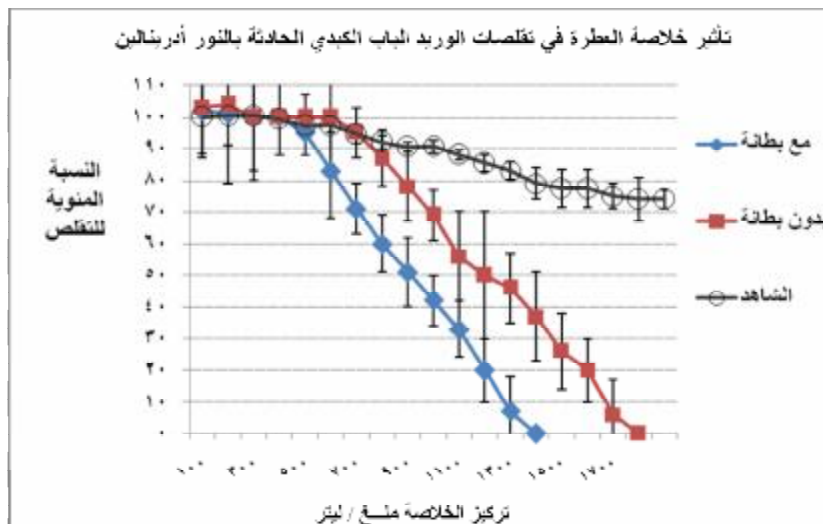 تأثير خلاصة العطرة في تقلصات الوريد الباب الكبدي الحادثة بالنور أدرينالين
١١٠
١٠٠
٩٠
٨٠
٧٠
٦٠
٥٠
٤٠
٣٠
٢٠
١٠
٠
النسبة
المئوية
للتقلص
مع بطانة
بدون بطانة
الشاهد
١٠٠ ٣٠٠ ٥٠٠ ٧٠٠ ٩٠٠ ١١٠٠ ١٣٠٠ ١٥٠٠ ١٧٠٠
تركيز الخلاصة ملــغ / ليتر